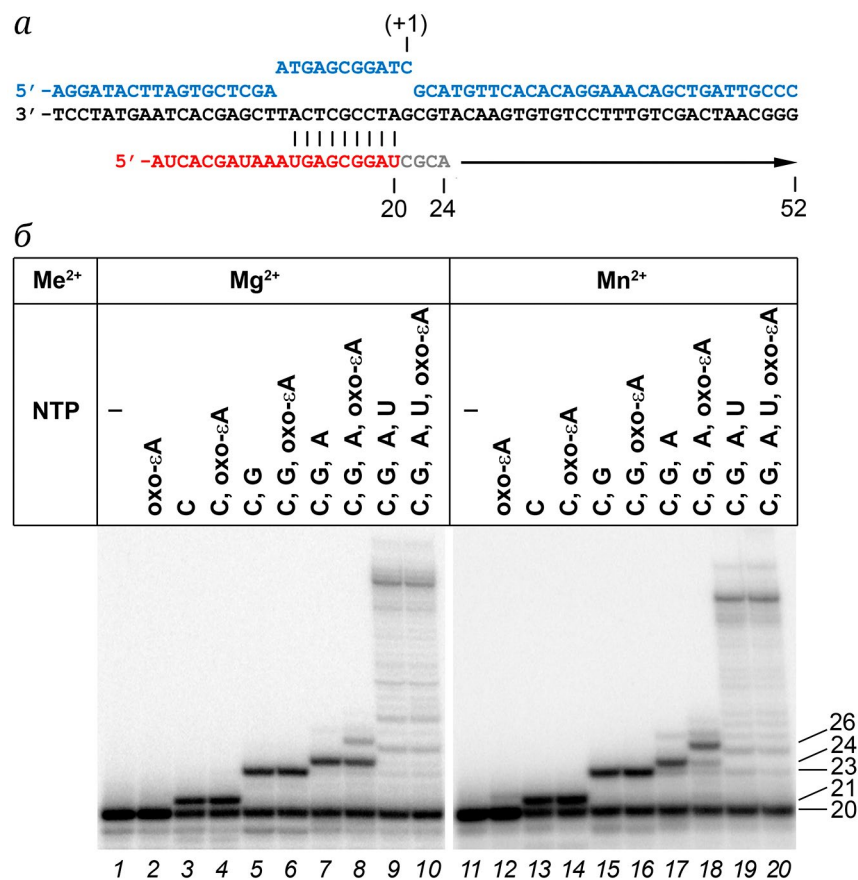 а
(+1)
ATGAGCGGATC
5′-AGGATACTTAGTGCTCGA GCATGTTCACACAGGAAACAGCTGATTGCCC
3′-TCCTATGAATCACGAGCTTACTCGCCTAGCGTACAAGTGTGTCCTTTGTCGACTAACGGG
5′-AUCACGAUAAAUGAGCGGAUCGCA
20 24 52
б
Me2+ Mg2+ Mn2+
NTP
–
oxo-εA
C
C, oxo-εA
C, G
C, G, oxo-εA
C, G, A
C, G, A, oxo-εA
C, G, A, U
C, G, A, U, oxo-εA
–
oxo-εA
C
C, oxo-εA
C, G
C, G, oxo-εA
C, G, A
C, G, A, oxo-εA
C, G, A, U
C, G, A, U, oxo-εA
26
24
23
21
20
1 2 3 4 5 6 7 8 9 10 11 12 13 14 15 16 17 18 19 20